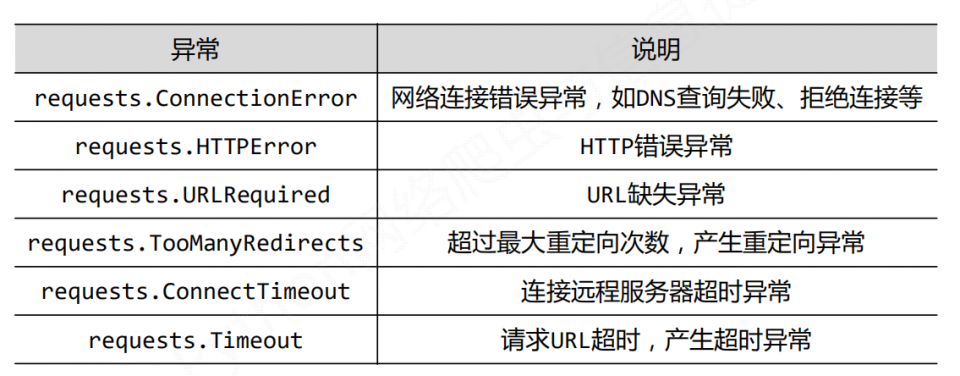 异常 说明
requests.ConnectionError 网络连接错误异常，如DNS查询失败、拒绝连接等
requests.HTTPError HTTP错误异常
requests.URLRequired URL缺失异常
requests.TooManyRedirects 超过最大重定向次数，产生重定向异常
requests.ConnectTimeout 连接远程服务器超时异常
requests.Timeout 请求URL超时，产生超时异常